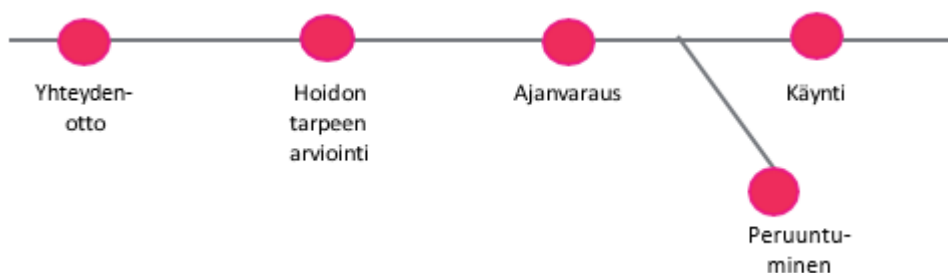 Yhteyden-
otto
Hoidon
tarpeen
arviointi
Ajanvaraus
Käynti
Peruuntu-
minen